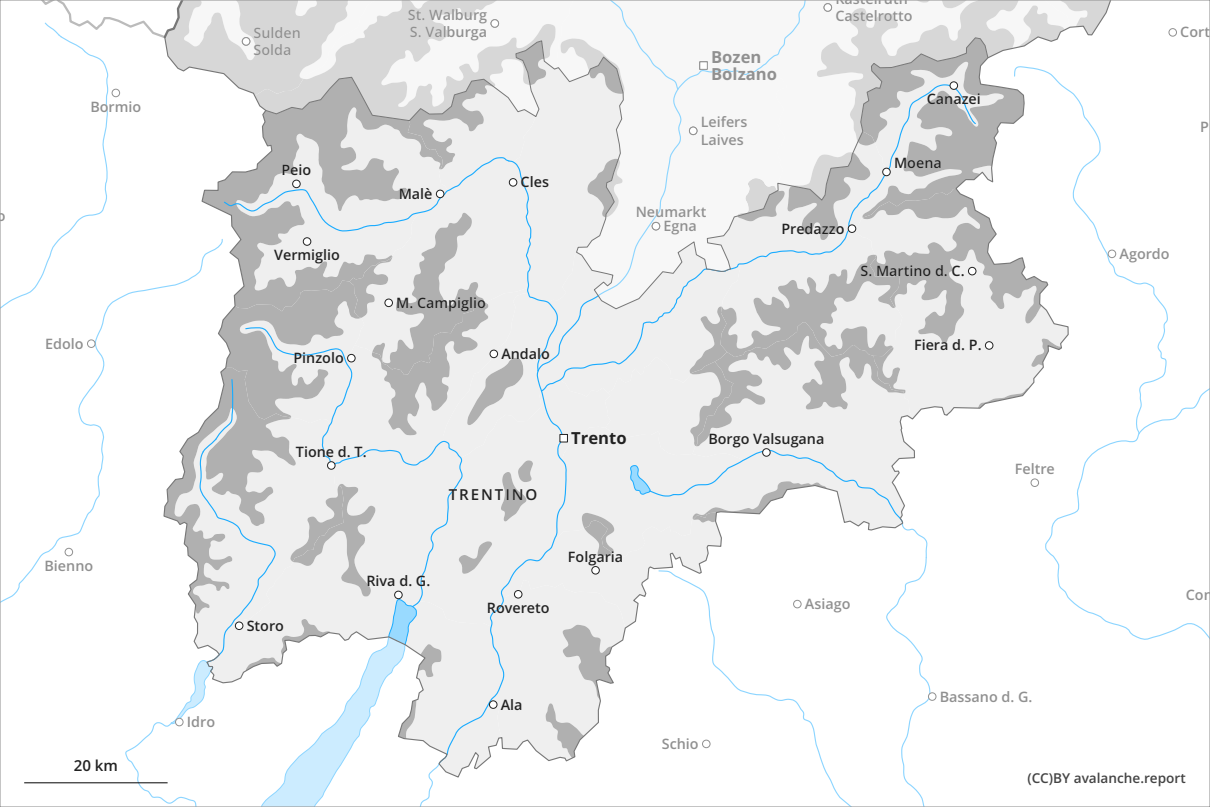 Kastelruth
Castelrotto
St. Walburg
S. Valburga
Sulden
Solda
Cort
Bozen
Bolzano
Bormio
Canazei
Leifers
Laives
P
Moena
Peio
Malè
Cles
Neumarkt
Egna
Predazzo
Vermiglio
Agordo
S. Martino d. C.
M. Campiglio
Edolo
Pinzolo
Andalo
Fiera d. P.
Trento
Borgo Valsugana
Tione d. T.
Feltre
TRENTINO
Bienno
Folgaria
Riva d. G.
Cor
Rovereto
Asiago
Storo
Bassano d. G.
Ala
Idro
Schio
20 km
(CC)BY avalanche.report